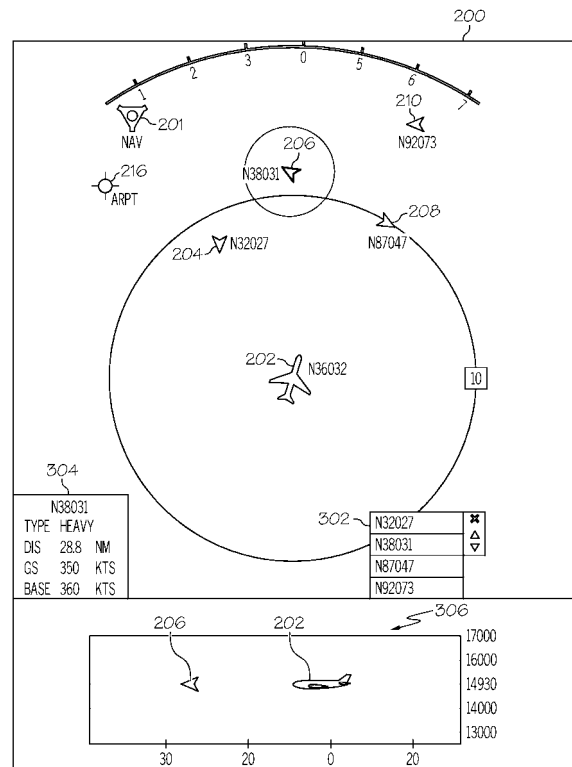 200
1
2
3
0
5
6
7
201
NAV
210
N92073
206
N38031
216
ARPT
208
N87047
204
N32027
202
N36032
10
304
N38031
TYPE HEAVY
DIS 28.8 NM
GS 350 KTS
BASE 360 KTS
302
N32027
N38031
N87047
N92073
306
206
202
17000
16000
14930
14000
13000
30
20
0
20